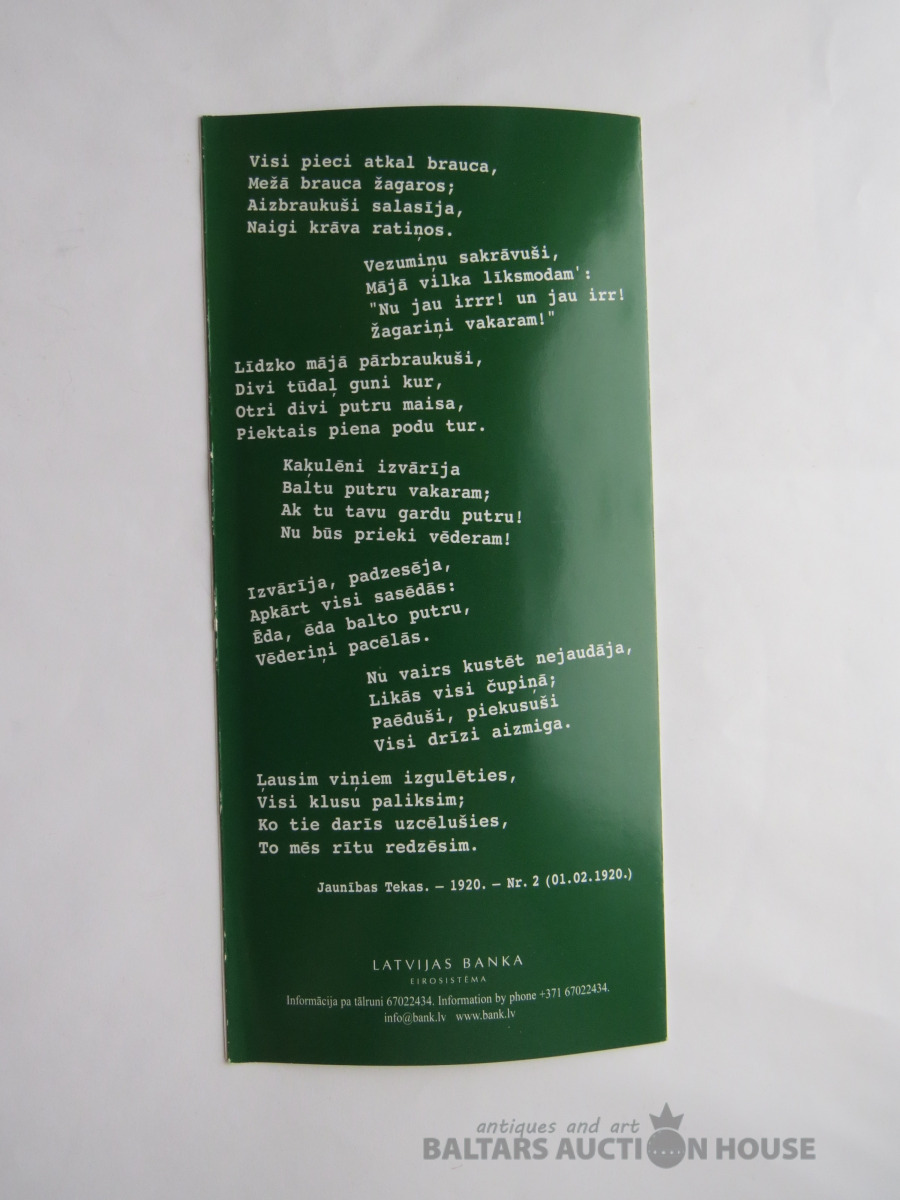 Visi pieci atkal brauca,
Mežā brauca žagaros;
Aizbraukuši salasīja,
Naigi krāva ratiņos.
Vezumiņu sakrāvuši,
Mājā vilka līksmodam':
"Nu jau irrr! un jau irr!
Žagariņi vakaram!"
Līdzko mājā pārbraukuši,
Divi tūdaļ guni kur,
Otri divi putru maisa,
Piektais piena podu tur.
Kaķulēni izvārīja
Baltu putru vakaram;
Ak tu tavu gardu putru!
Nu būs prieki vēderam!
Izvārīja, padzesēja,
Apkārt visi sasēdās:
Ēda, ēda balto putru,
Vēderiņi pacēlās.
Nu vairs kustēt nejaudāja,
Likās visi čupiņā;
Paēduši, piekusuši
Visi drīzi aizmiga.
Ļausim viņiem izgulēties,
Visi klusu paliksim;
Ko tie darīs uzcēlušies,
To mēs rītu redzēsim.
Jaunības Tekas. – 1920. – Nr. 2 (01.02.1920.)
LATVIJAS BANKA
EIROSISTĒMA
Informācija pa tālruni 67022434. Information by phone +371 67022434.
info@bank.lv www.bank.lv
antiques and art
BALTARS AUCTION HOUSE